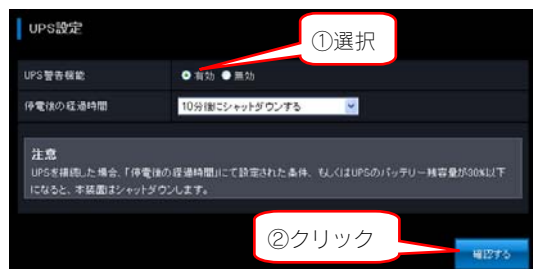 UPS設定
①選択
UPS警告機能
有効 無効
停電後の経過時間
10分後にシャットダウンする
注意
UPSを接続した場合、「停電後の経過時間」にて設定された条件、もしくはUPSのバッテリー残容量が30%以下
になると、本装置はシャットダウンします。
②クリック
確認する